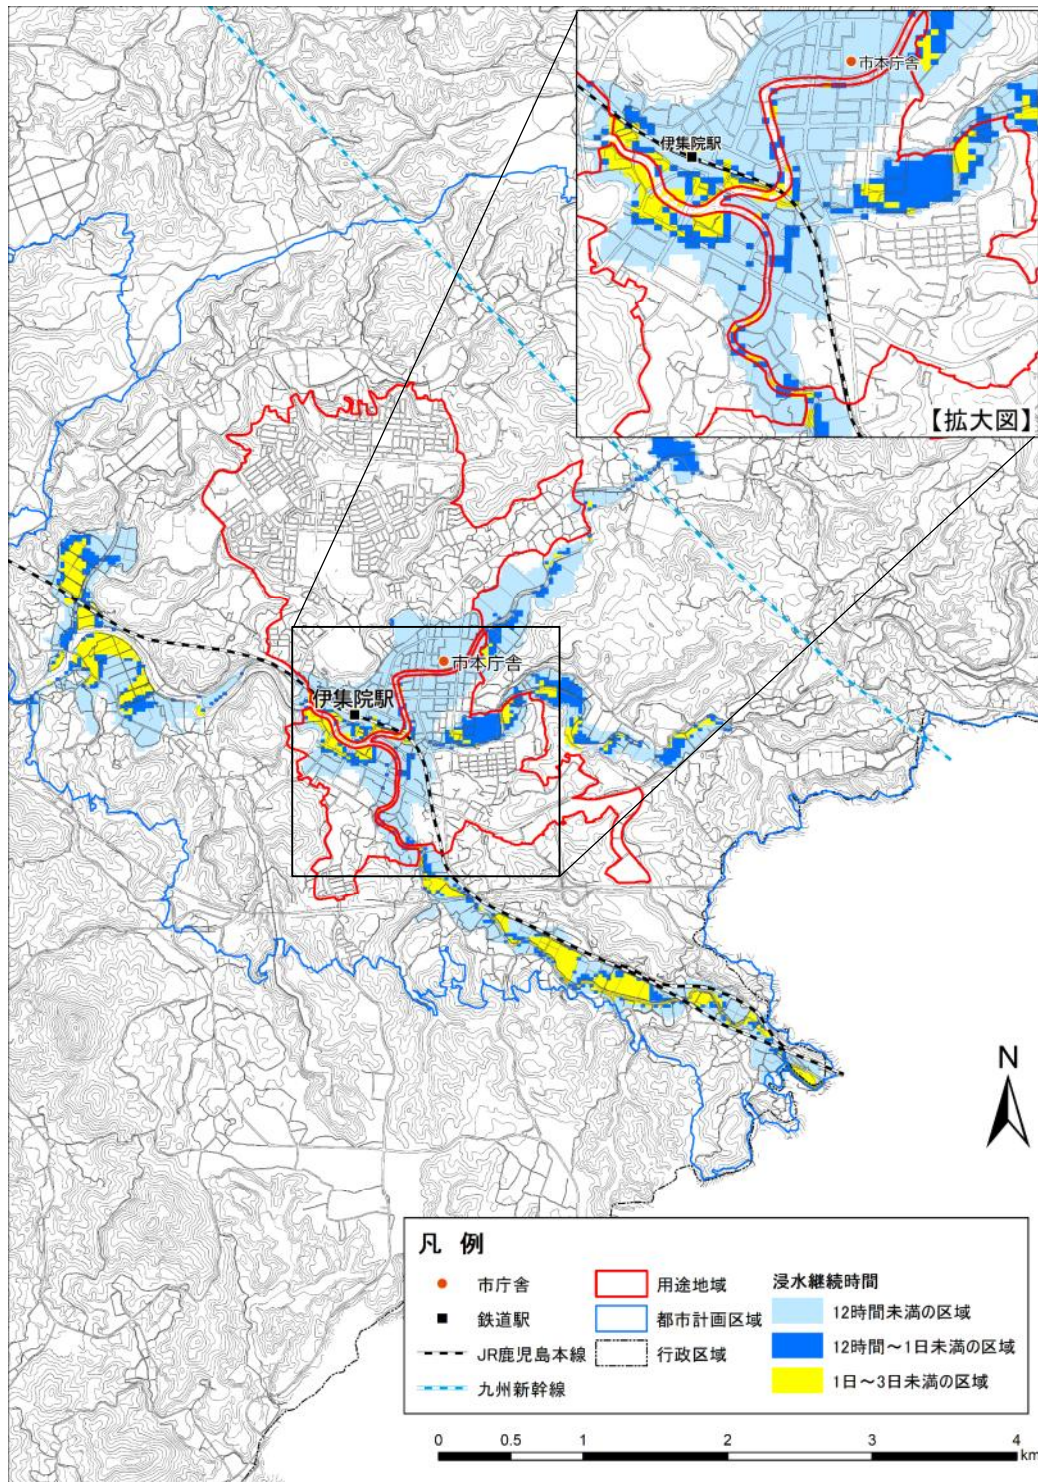 市本庁舎
伊集院駅
【拡大図】
市本庁舎
伊集院駅
N
凡 例
市庁舎
鉄道駅
JR鹿児島本線
九州新幹線
用途地域
都市計画区域
行政区域
浸水継続時間
12時間未満の区域
12時間～1日未満の区域
1日～3日未満の区域
0 0.5 1 2 3 4
km